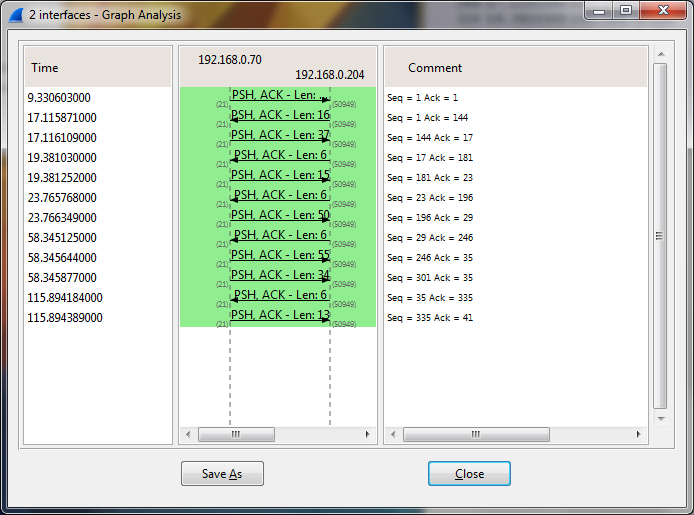 2 interfaces - Graph Analysis
Time
192.168.0.70
192.168.0.204
Comment
9.330603000 PSH, ACK - Len: ... (21) (50949) Seq = 1 Ack = 1
17.115871000 PSH, ACK - Len: 16 (21) (50949) Seq = 1 Ack = 144
17.116109000 PSH, ACK - Len: 37 (21) (50949) Seq = 144 Ack = 17
19.381030000 PSH, ACK - Len: 6 (21) (50949) Seq = 17 Ack = 181
19.381252000 PSH, ACK - Len: 15 (21) (50949) Seq = 181 Ack = 23
23.765768000 PSH, ACK - Len: 6 (21) (50949) Seq = 23 Ack = 196
23.766349000 PSH, ACK - Len: 50 (21) (50949) Seq = 196 Ack = 29
58.345125000 PSH, ACK - Len: 6 (21) (50949) Seq = 29 Ack = 246
58.345644000 PSH, ACK - Len: 55 (21) (50949) Seq = 246 Ack = 35
58.345877000 PSH, ACK - Len: 34 (21) (50949) Seq = 301 Ack = 35
115.894184000 PSH, ACK - Len: 6 (21) (50949) Seq = 35 Ack = 335
115.894389000 PSH, ACK - Len: 13 (21) (50949) Seq = 335 Ack = 41
Save As
Close